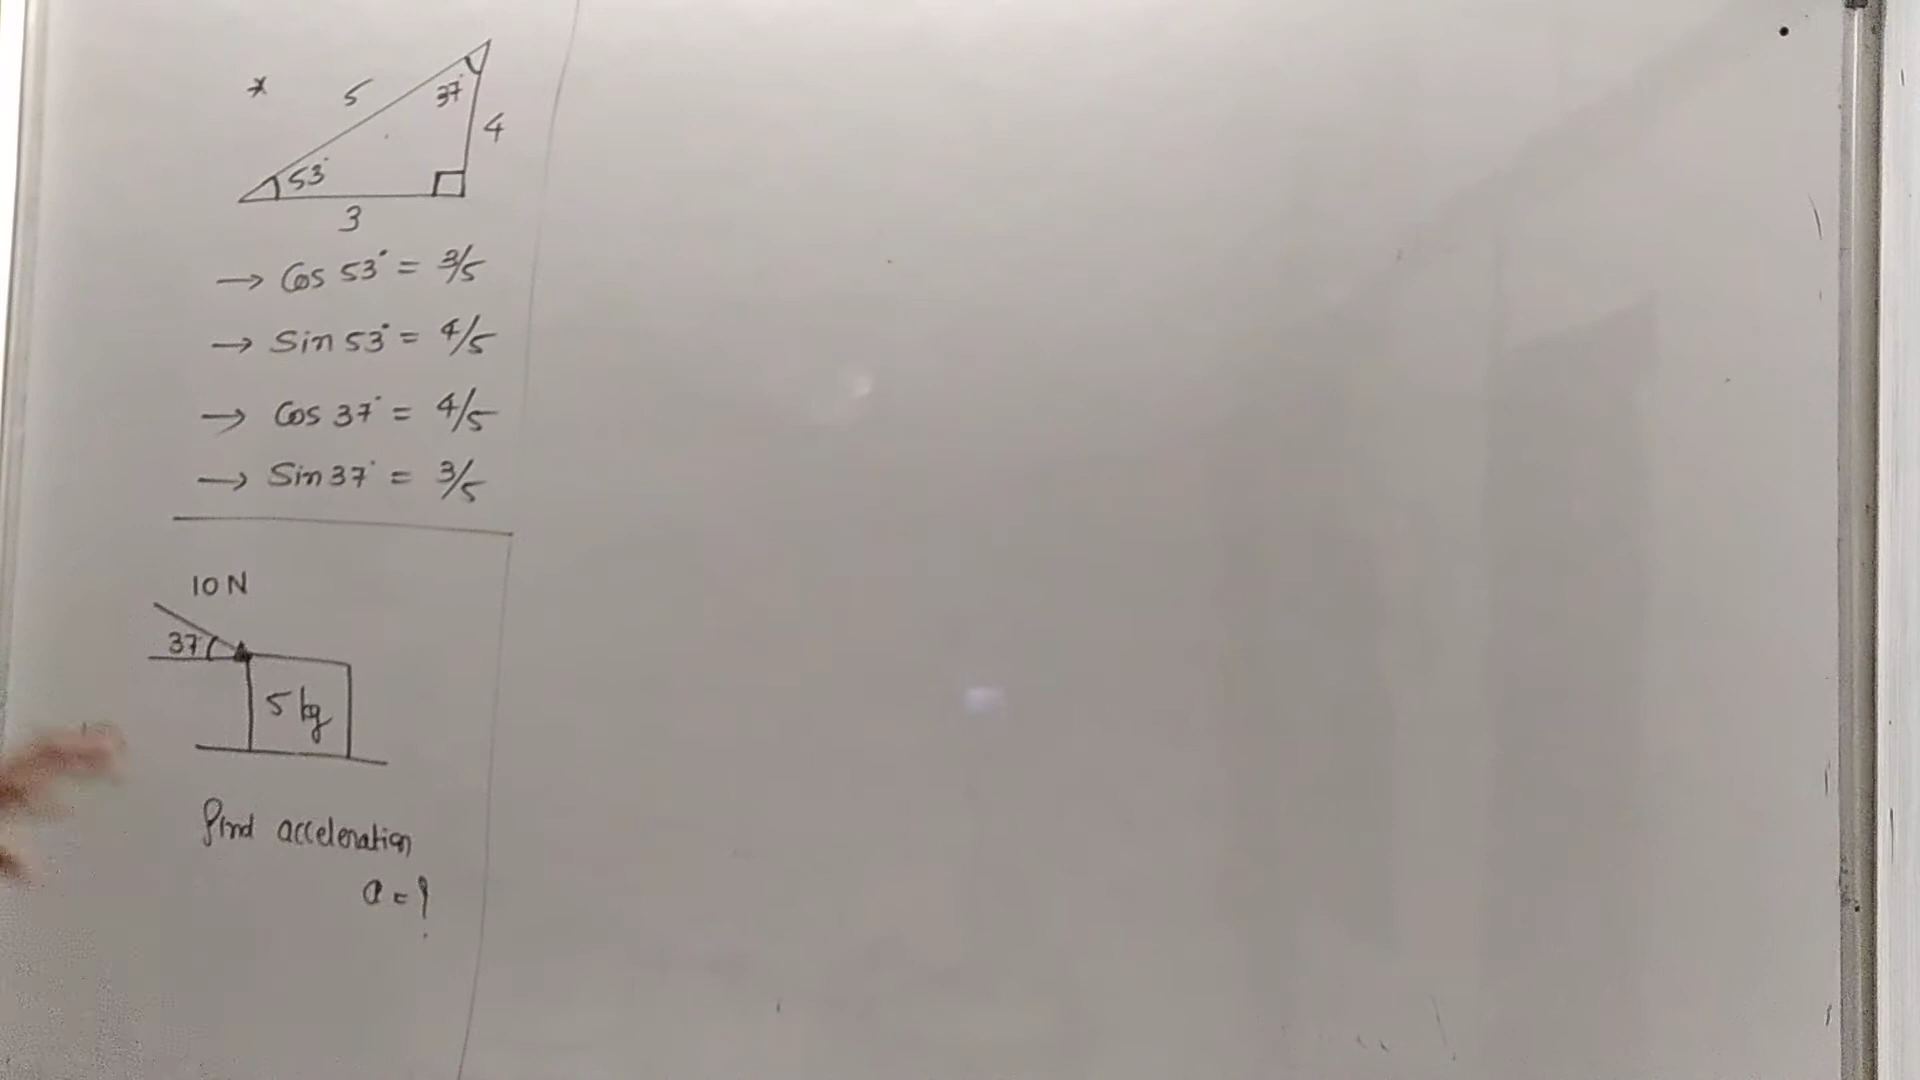 *
5
37°
4
53°
3
→ Cos 53° = 3/5
→ Sin 53° = 4/5
→ Cos 37° = 4/5
→ Sin 37° = 3/5
10 N
37
5 kg
find acceleration
a = ?